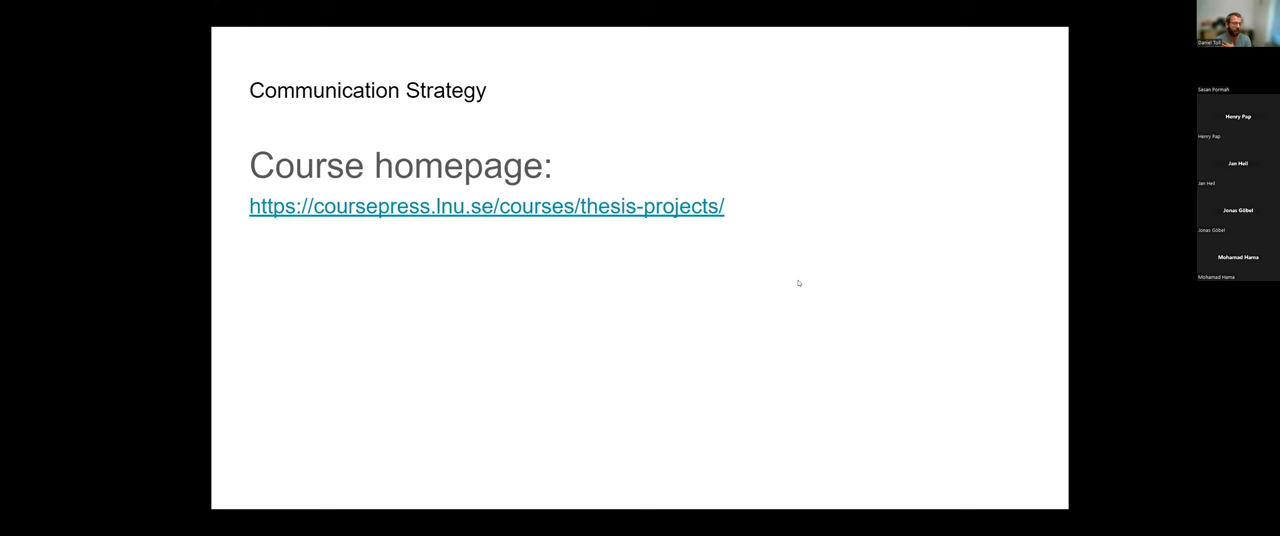 Communication Strategy
Course homepage:
https://coursepress.lnu.se/courses/thesis-projects/
Daniel Toll
Sasan Pormah
Henry Pap
Henry Pap
Jan Heil
Jan Heil
Jonas Göbel
Jonas Göbel
Mohamad Hama
Mohamad Hama